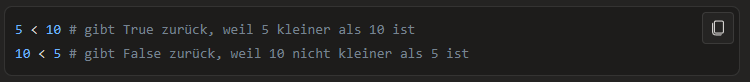 5 < 10 # gibt True zurück, weil 5 kleiner als 10 ist
10 < 5 # gibt False zurück, weil 10 nicht kleiner als 5 ist